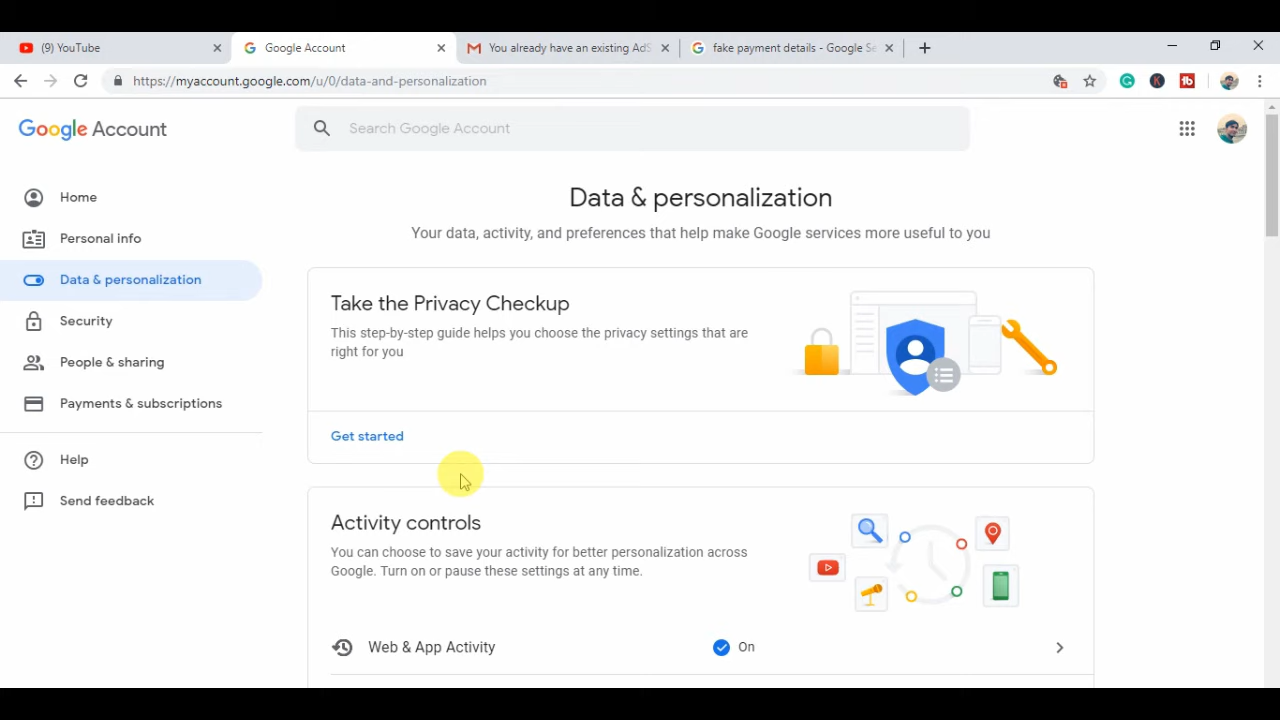 (9) YouTube
Google Account
You already have an existing AdS
fake payment details - Google Se
https://myaccount.google.com/u/0/data-and-personalization
Google Account
Search Google Account
Home
Personal info
Data & personalization
Security
People & sharing
Payments & subscriptions
Help
Send feedback
Data & personalization
Your data, activity, and preferences that help make Google services more useful to you
Take the Privacy Checkup
This step-by-step guide helps you choose the privacy settings that are
right for you
Get started
Activity controls
You can choose to save your activity for better personalization across
Google. Turn on or pause these settings at any time.
Web & App Activity
On